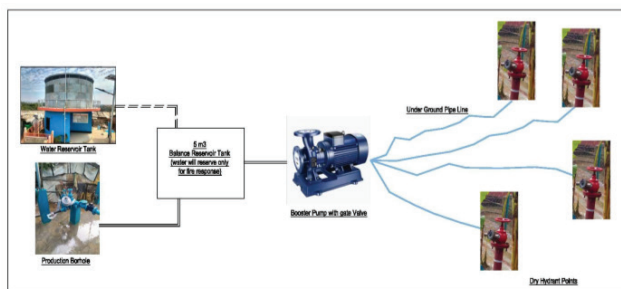 Water Reservoir Tank
Production Borhole
5 m3
Balance Reservoir Tank
(water will reserve only
for fire response)
Booster Pump with gate Valve
Under Ground Pipe Line
Dry Hydrant Points